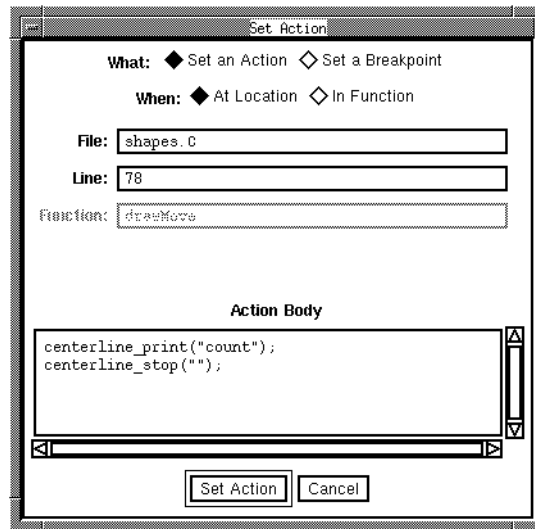 Set Action
What: Set an Action Set a Breakpoint
When: At Location In Function
File: shapes.C
Line: 78
Function: drawMove
Action Body
centerline_print("count");
centerline_stop("");
Set Action Cancel